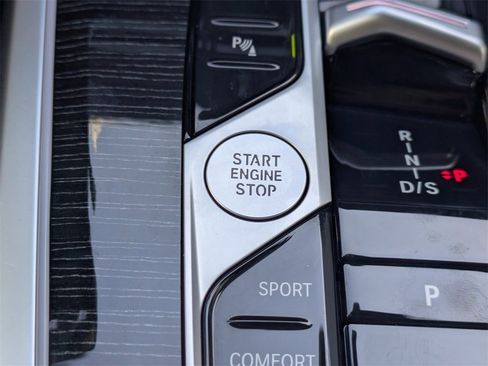 P
START
ENGINE
STOP
R
N
D/S
P
P
SPORT
COMFORT